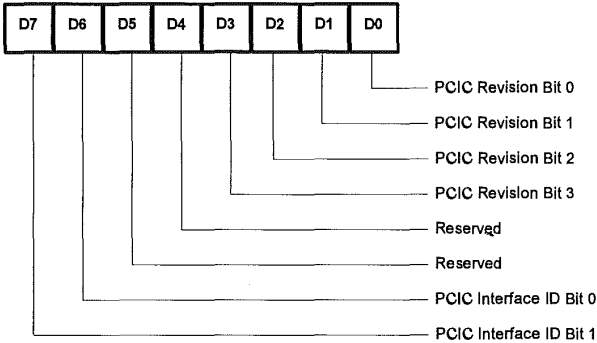 D7 D6 D5 D4 D3 D2 D1 D0
PCIC Revision Bit 0
PCIC Revision Bit 1
PCIC Revision Bit 2
PCIC Revision Bit 3
Reserved
Reserved
PCIC Interface ID Bit 0
PCIC Interface ID Bit 1